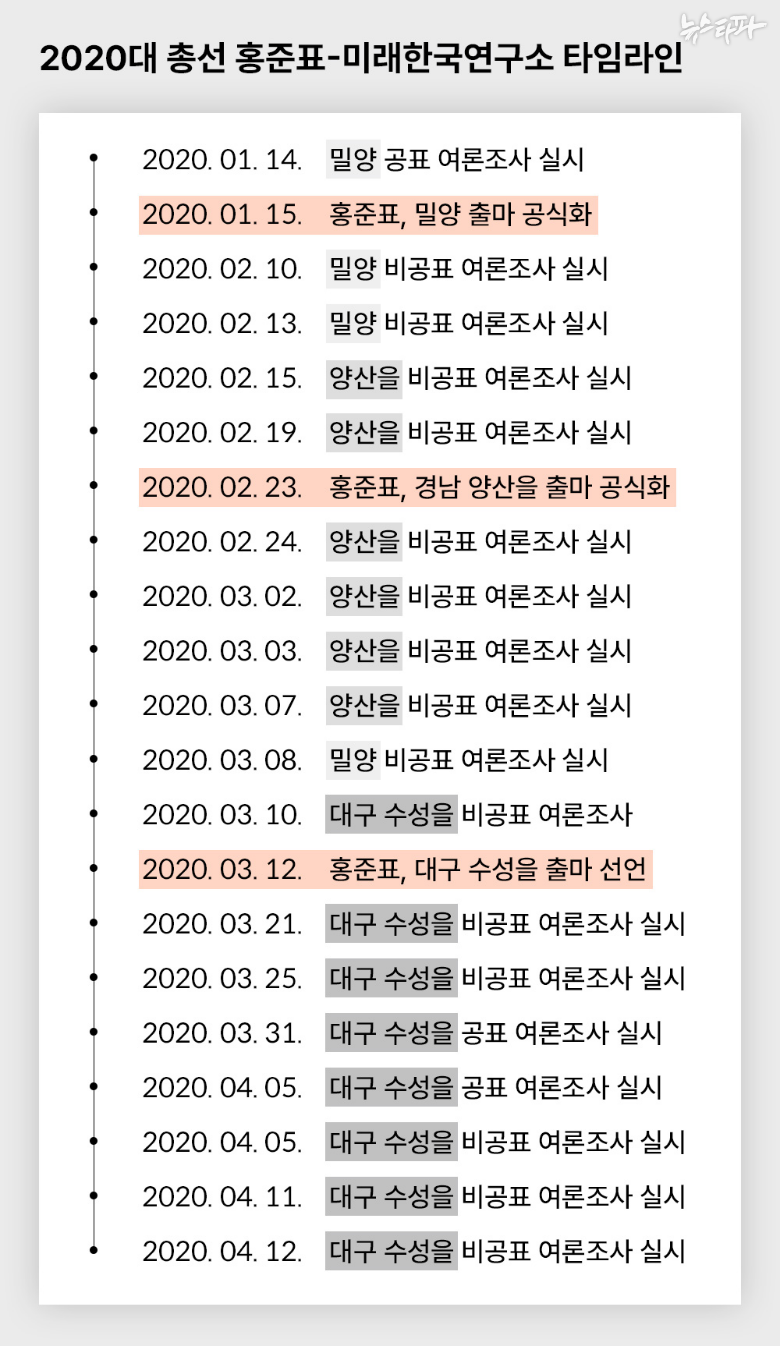 뉴스타파
2020대 총선 홍준표-미래한국연구소 타임라인
2020. 01. 14. 밀양 공표 여론조사 실시
2020. 01. 15. 홍준표, 밀양 출마 공식화
2020. 02. 10. 밀양 비공표 여론조사 실시
2020. 02. 13. 밀양 비공표 여론조사 실시
2020. 02. 15. 양산을 비공표 여론조사 실시
2020. 02. 19. 양산을 비공표 여론조사 실시
2020. 02. 23. 홍준표, 경남 양산을 출마 공식화
2020. 02. 24. 양산을 비공표 여론조사 실시
2020. 03. 02. 양산을 비공표 여론조사 실시
2020. 03. 03. 양산을 비공표 여론조사 실시
2020. 03. 07. 양산을 비공표 여론조사 실시
2020. 03. 08. 밀양 비공표 여론조사 실시
2020. 03. 10. 대구 수성을 비공표 여론조사
2020. 03. 12. 홍준표, 대구 수성을 출마 선언
2020. 03. 21. 대구 수성을 비공표 여론조사 실시
2020. 03. 25. 대구 수성을 비공표 여론조사 실시
2020. 03. 31. 대구 수성을 공표 여론조사 실시
2020. 04. 05. 대구 수성을 공표 여론조사 실시
2020. 04. 05. 대구 수성을 비공표 여론조사 실시
2020. 04. 11. 대구 수성을 비공표 여론조사 실시
2020. 04. 12. 대구 수성을 비공표 여론조사 실시